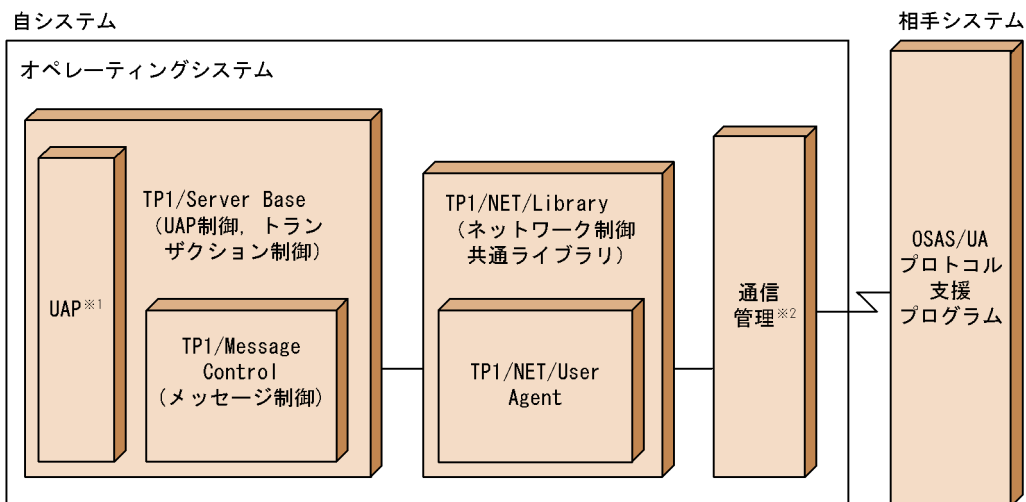 自システム
相手システム
オペレーティングシステム
TP1/Server Base
(UAP制御, トラン
ザクション制御)
UAP※1
TP1/Message
Control
(メッセージ制御)
TP1/NET/Library
(ネットワーク制御
共通ライブラリ)
TP1/NET/User
Agent
通信
管理※2
OSAS/UA
プロトコル
支援
プログラム